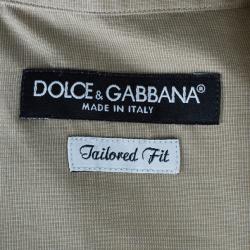 DOLCE & GABBANA®
MADE IN ITALY
Tailored Fit